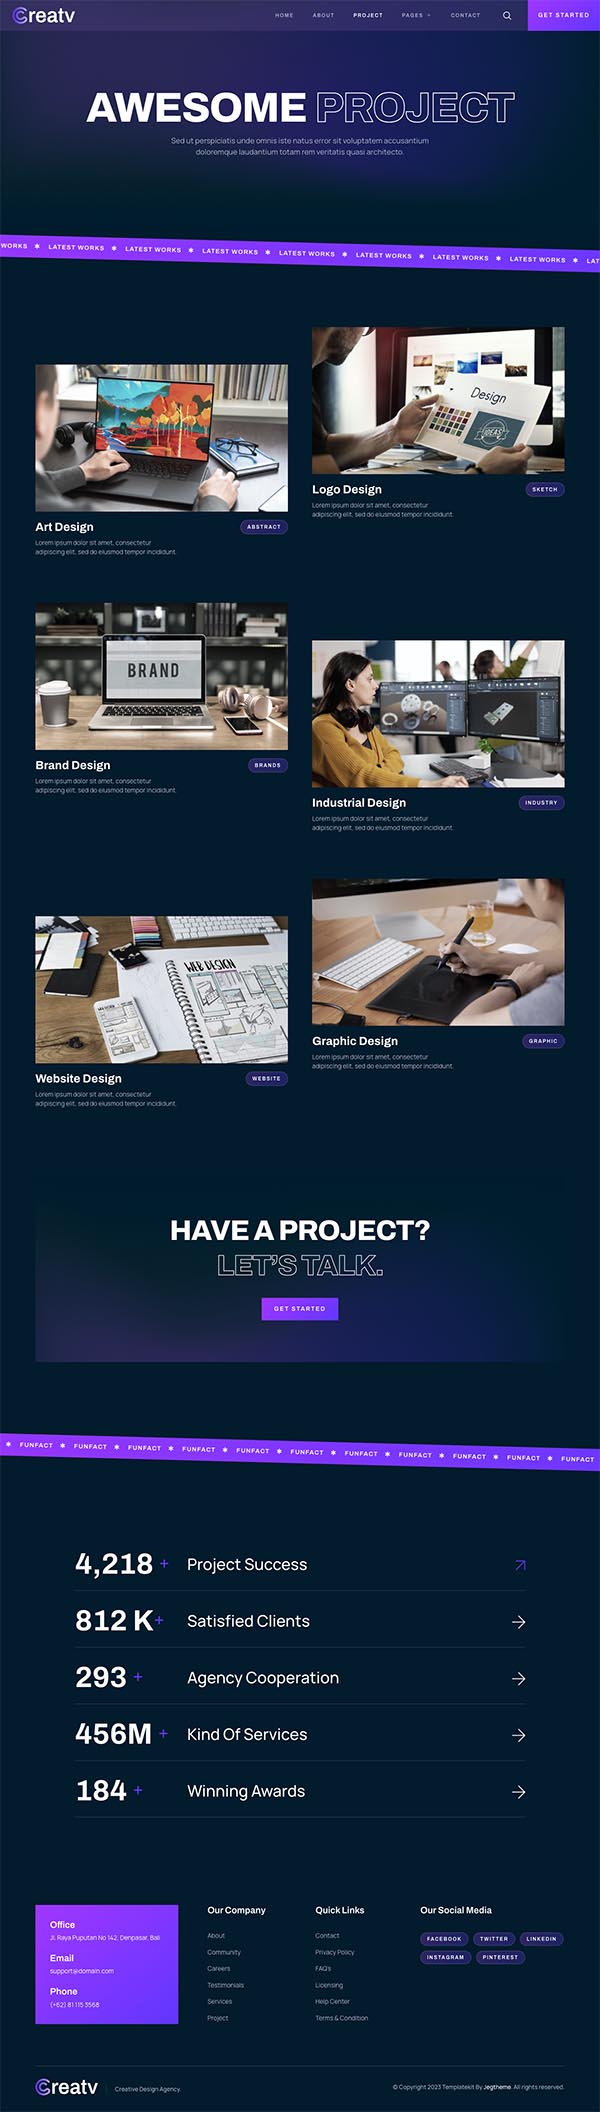 Creatv
HOME ABOUT PROJECT PAGES + CONTACT GET STARTED
AWESOME PROJECT
Sed ut perspiciatis unde omnis iste natus error sit voluptatem accusantium
doloremque laudantium totam rem veritatis quasi architecto.
WORKS ✱ LATEST WORKS ✱ LATEST WORKS ✱ LATEST WORKS ✱ LATEST WORKS ✱ LATEST WORKS ✱ LATEST WORKS ✱ LATEST WORKS ✱ LAT
Design
IDEAS
Logo Design SKETCH
Lorem ipsum dolor sit amet, consectetur
adipiscing elit, sed do eiusmod tempor incididunt.
Art Design ABSTRACT
Lorem ipsum dolor sit amet, consectetur
adipiscing elit, sed do eiusmod tempor incididunt.
BRAND
Brand Design BRANDS
Lorem ipsum dolor sit amet, consectetur
adipiscing elit, sed do eiusmod tempor incididunt.
Industrial Design INDUSTRY
Lorem ipsum dolor sit amet, consectetur
adipiscing elit, sed do eiusmod tempor incididunt.
WEB DESIGN
Graphic Design GRAPHIC
Lorem ipsum dolor sit amet, consectetur
adipiscing elit, sed do eiusmod tempor incididunt.
Website Design WEBSITE
Lorem ipsum dolor sit amet, consectetur
adipiscing elit, sed do eiusmod tempor incididunt.
HAVE A PROJECT?
LET'S TALK.
GET STARTED
✱ FUNFACT ✱ FUNFACT ✱ FUNFACT ✱ FUNFACT ✱ FUNFACT ✱ FUNFACT ✱ FUNFACT ✱ FUNFACT ✱ FUNFACT ✱ FUNFACT ✱ FUNFACT
4,218 + Project Success
812 K+ Satisfied Clients
293 + Agency Cooperation
456M + Kind Of Services
184 + Winning Awards
Office
Jl. Raya Puputan No 142, Denpasar, Bali
Email
support@domain.com
Phone
(+62) 81 115 3568
Our Company
About
Community
Careers
Testimonials
Services
Project
Quick Links
Contact
Privacy Policy
FAQ's
Licensing
Help Center
Terms & Condition
Our Social Media
FACEBOOK TWITTER LINKEDIN
INSTAGRAM PINTEREST
Creatv Creative Design Agency.
© Copyright 2023 Templatekit By Jegtheme. All rights reserved.